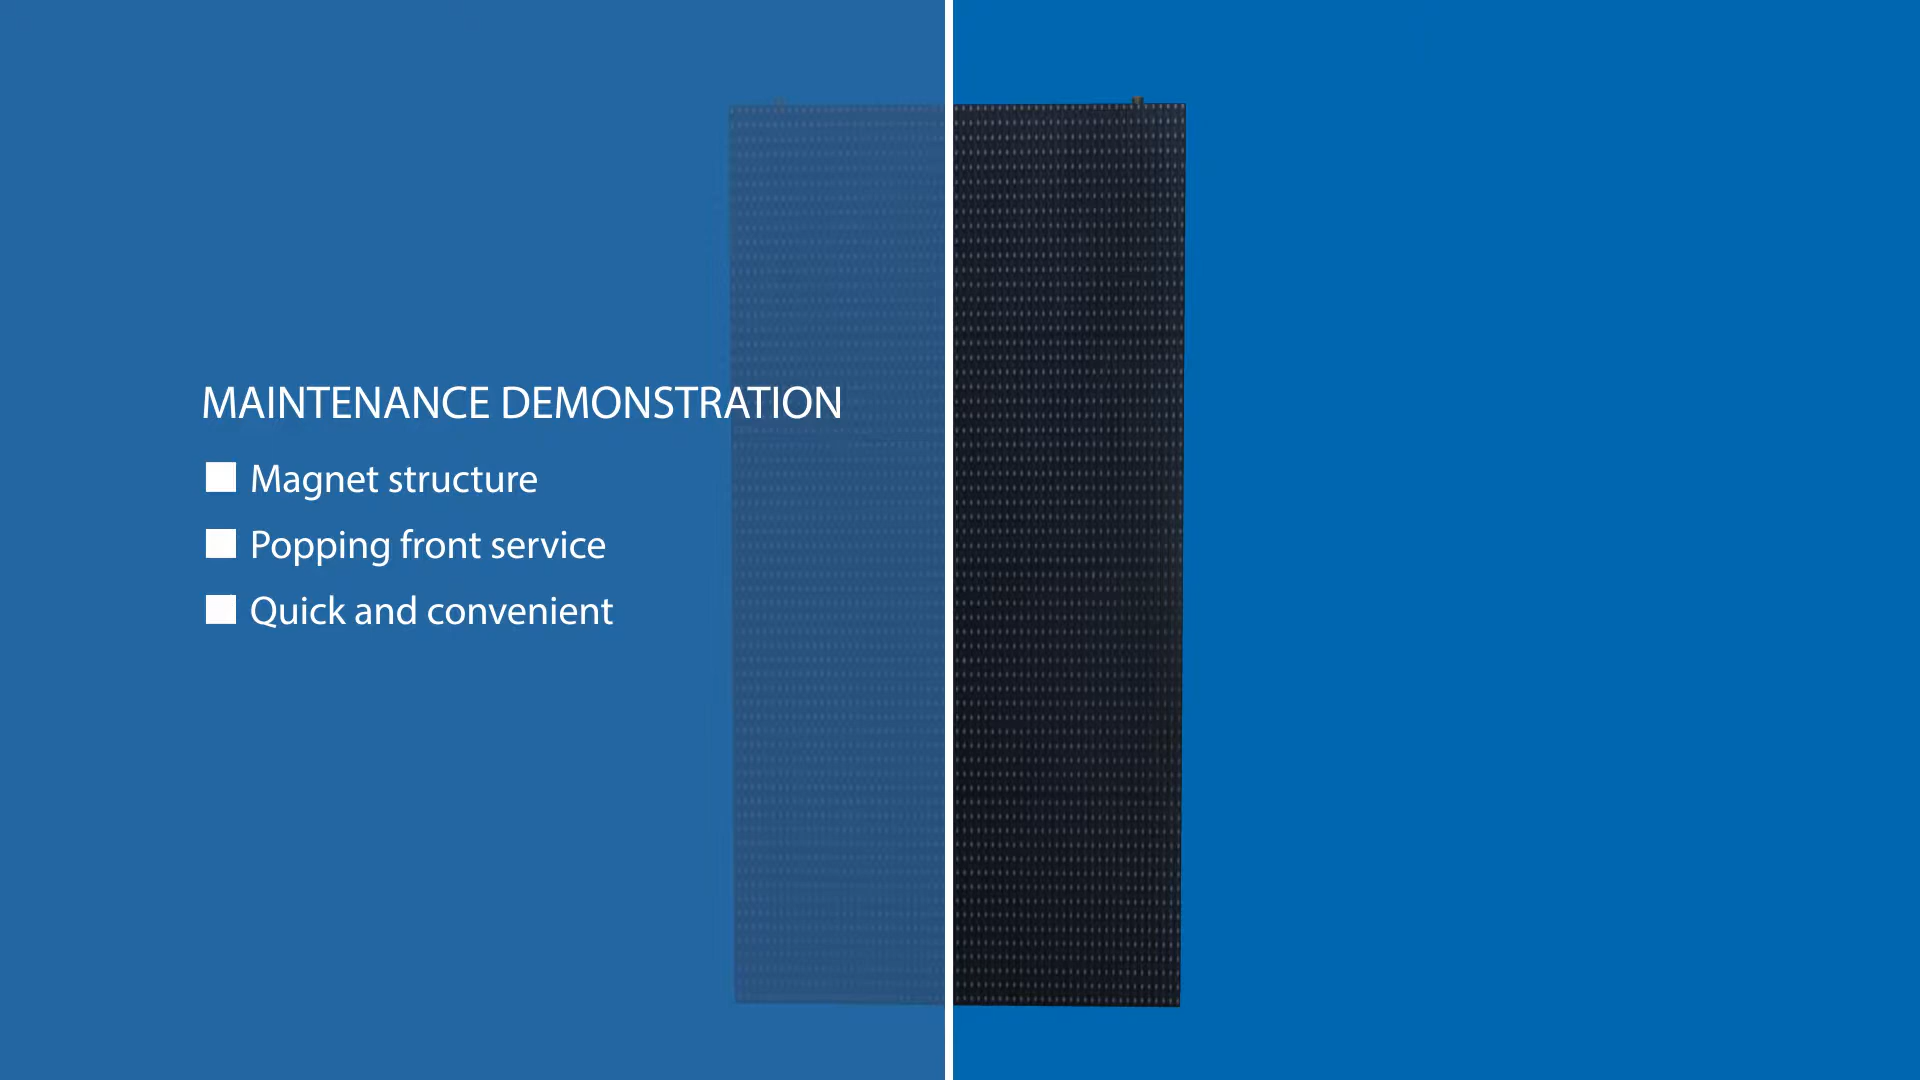 MAINTENANCE DEMONSTRATION
Magnet structure
Popping front service
Quick and convenient